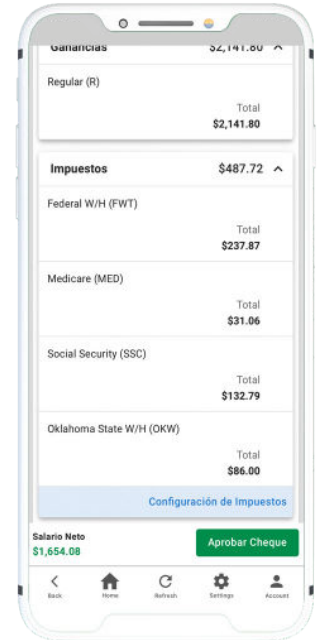 Ganancias $2,141.80
Regular (R)
Total
$2,141.80
Impuestos $487.72
Federal W/H (FWT)
Total
$237.87
Medicare (MED)
Total
$31.06
Social Security (SSC)
Total
$132.79
Oklahoma State W/H (OKW)
Total
$86.00
Configuración de Impuestos
Salario Neto
$1,654.08
Aprobar Cheque
Back Home Refresh Settings Account